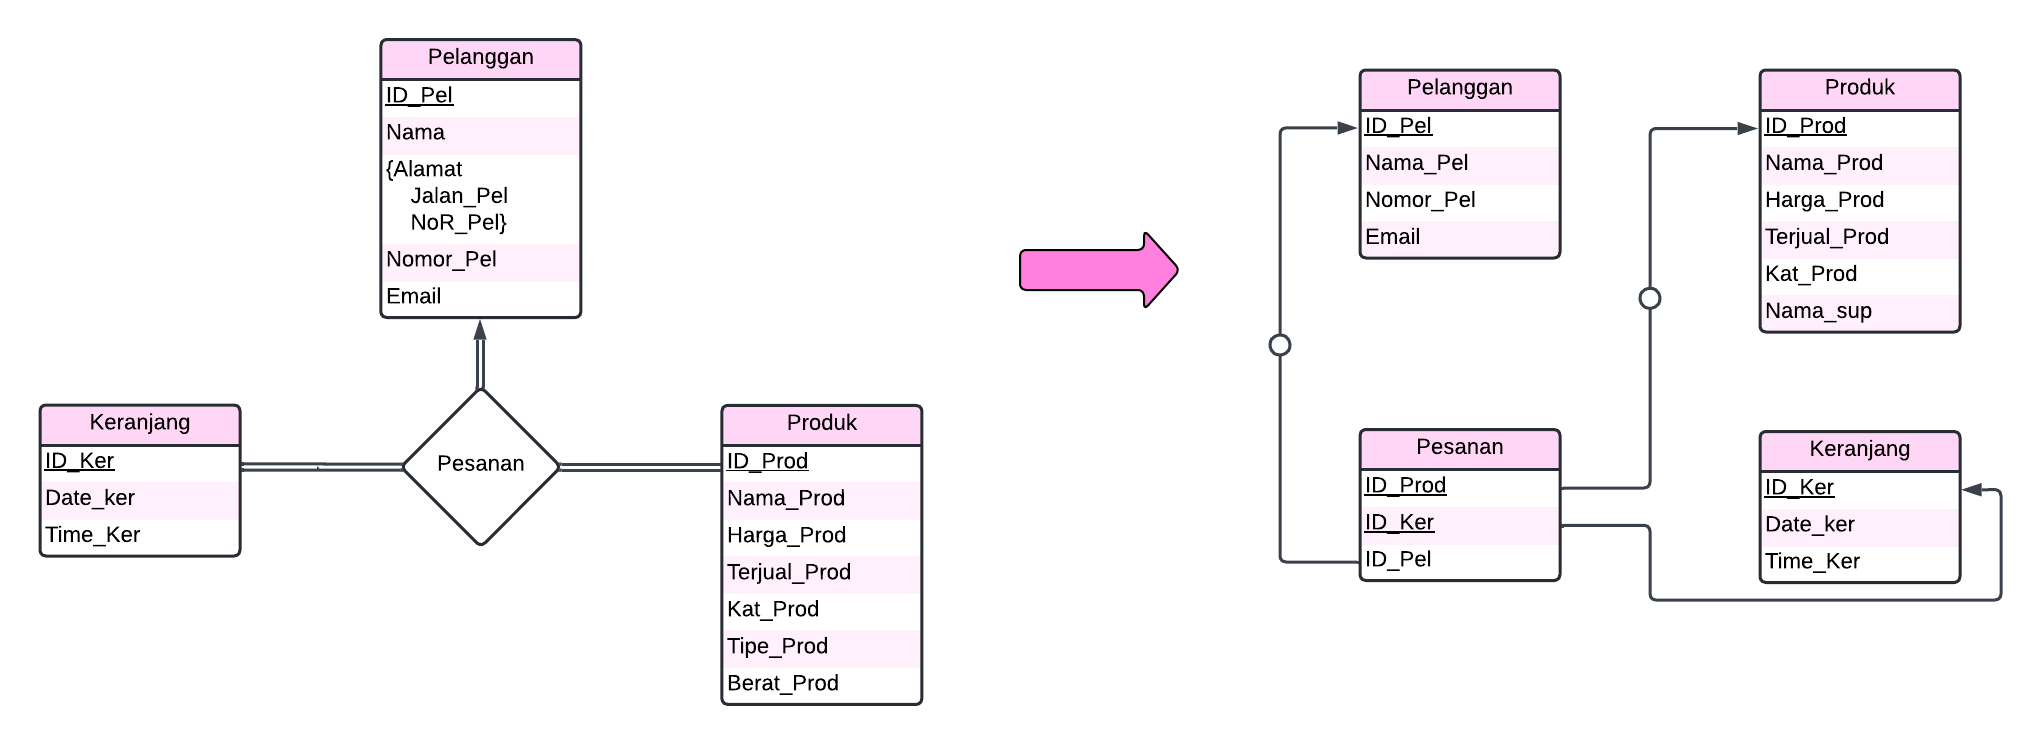 Pelanggan
ID_Pel
Nama
{Alamat
Jalan_Pel
NoR_Pel}
Nomor_Pel
Email
Keranjang
ID_Ker
Date_ker
Time_Ker
Pesanan
Produk
ID_Prod
Nama_Prod
Harga_Prod
Terjual_Prod
Kat_Prod
Tipe_Prod
Berat_Prod
Pelanggan
ID_Pel
Nama_Pel
Nomor_Pel
Email
Produk
ID_Prod
Nama_Prod
Harga_Prod
Terjual_Prod
Kat_Prod
Nama_sup
Pesanan
ID_Prod
ID_Ker
ID_Pel
Keranjang
ID_Ker
Date_ker
Time_Ker